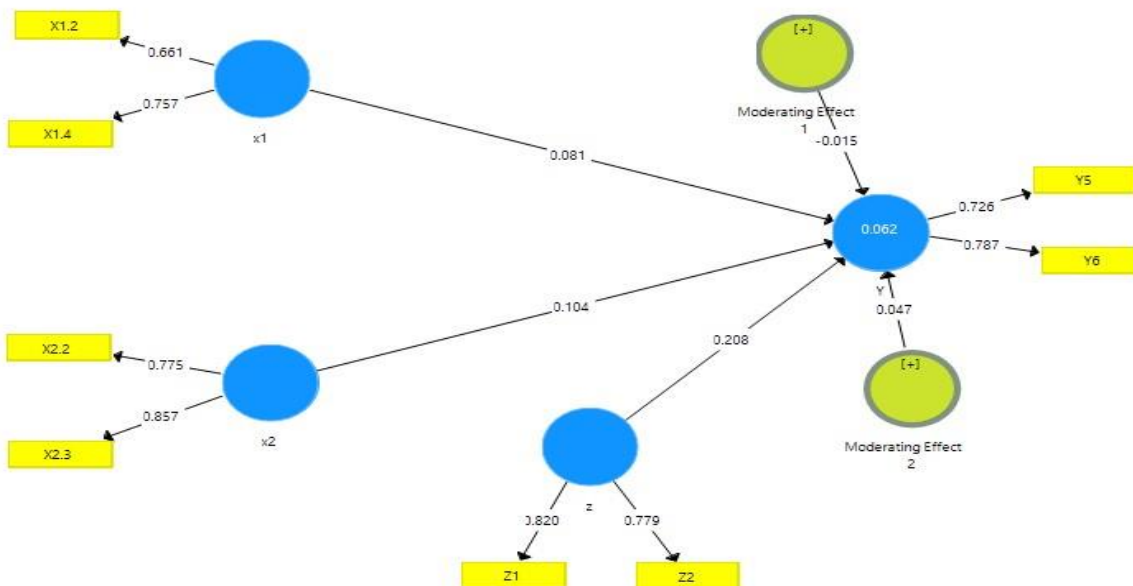 X1.2
0.661
0.757
X1.4
x1
0.081
[+]
Moderating Effect
1
-0.015
0.062
Y
0.726
Y5
0.787
Y6
0.104
0.047
[+]
Moderating Effect
2
X2.2
0.775
0.857
X2.3
x2
0.208
z
0.820
0.779
Z1
Z2